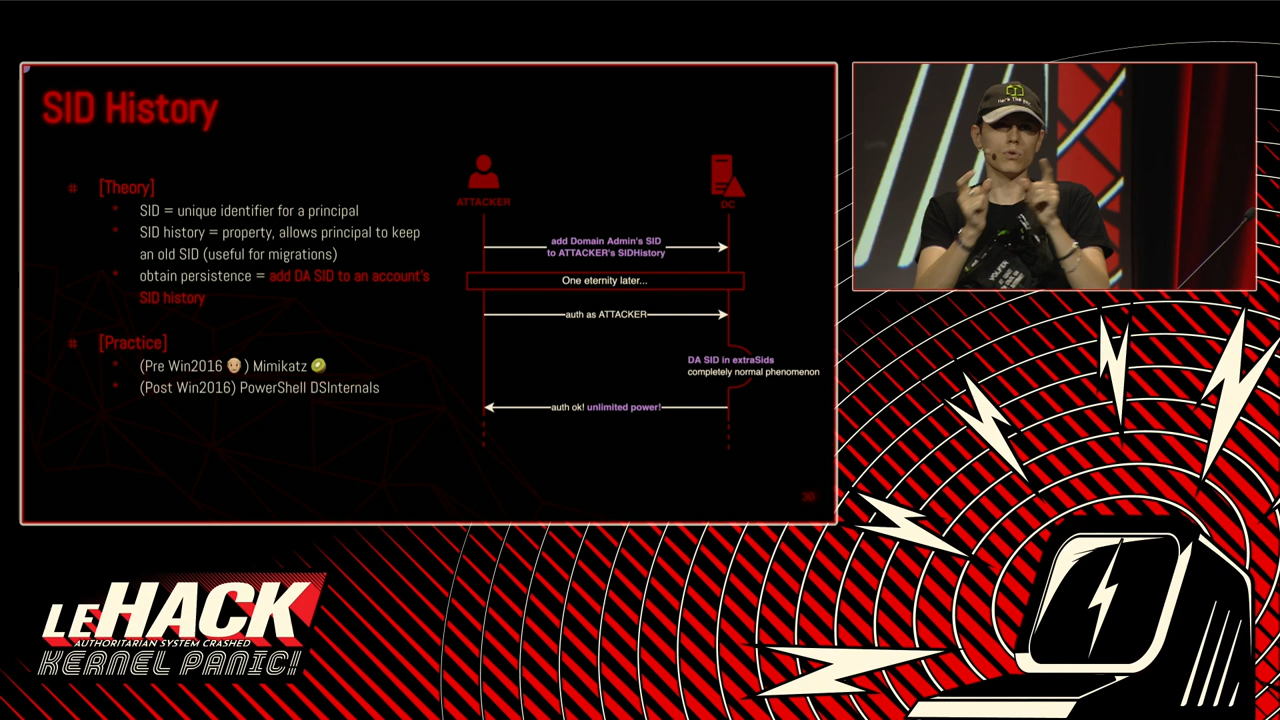 SID History
# [Theory]
* SID = unique identifier for a principal
* SID history = property, allows principal to keep
an old SID (useful for migrations)
* obtain persistence = add DA SID to an account's
SID history
# [Practice]
* (Pre Win2016 👴🏼) Mimikatz 🥝
* (Post Win2016) PowerShell DSInternals
ATTACKER
DC
add Domain Admin's SID
to ATTACKER's SIDHistory
One eternity later...
auth as ATTACKER
DA SID in extraSids
completely normal phenomenon
auth ok! unlimited power!
LEHACK
AUTHORITARIAN SYSTEM CRASHED
KERNEL PANIC!